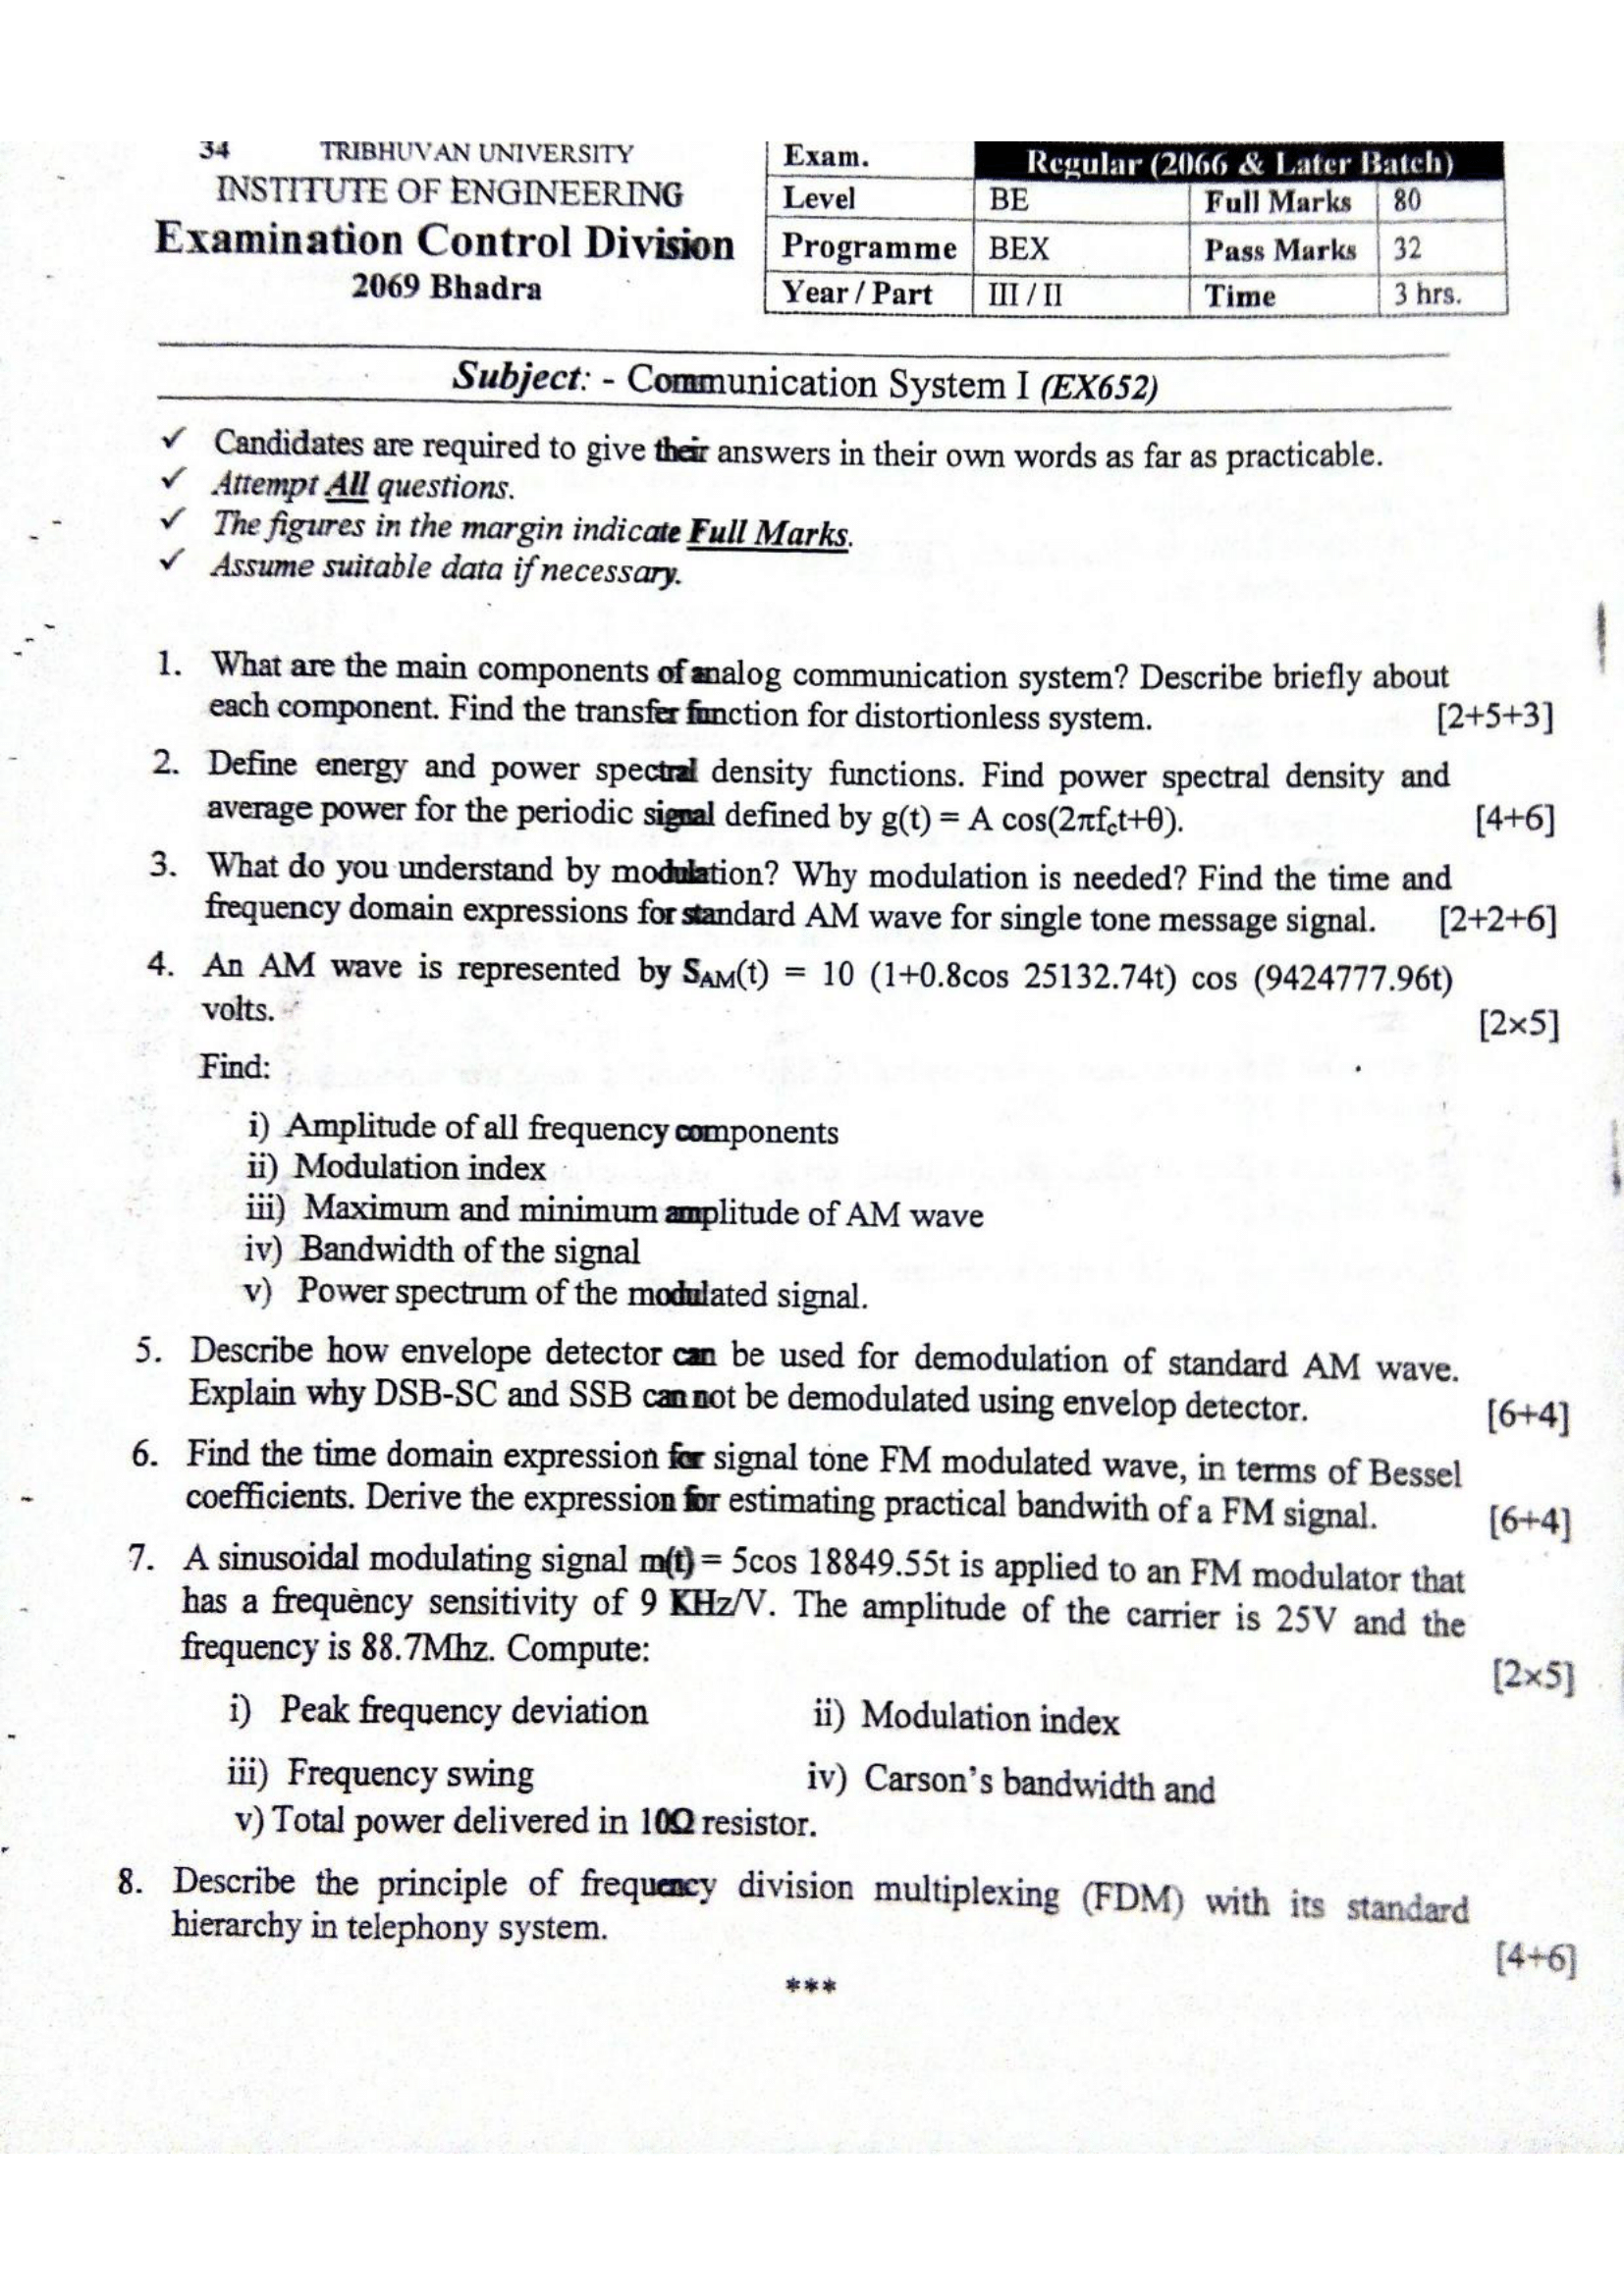 34 TRIBHUVAN UNIVERSITY
INSTITUTE OF ENGINEERING
Examination Control Division
2069 Bhadra
Exam. Regular (2066 & Later Batch)
Level BE Full Marks 80
Programme BEX Pass Marks 32
Year / Part III / II Time 3 hrs.
Subject: - Communication System I (EX652)
✓ Candidates are required to give their answers in their own words as far as practicable.
✓ Attempt All questions.
✓ The figures in the margin indicate Full Marks.
✓ Assume suitable data if necessary.
1. What are the main components of analog communication system? Describe briefly about
each component. Find the transfer function for distortionless system. [2+5+3]
2. Define energy and power spectral density functions. Find power spectral density and
average power for the periodic signal defined by g(t) = A cos(2πfct+θ). [4+6]
3. What do you understand by modulation? Why modulation is needed? Find the time and
frequency domain expressions for standard AM wave for single tone message signal. [2+2+6]
4. An AM wave is represented by SAM(t) = 10 (1+0.8cos 25132.74t) cos (9424777.96t)
volts. [2×5]
Find:
i) Amplitude of all frequency components
ii) Modulation index
iii) Maximum and minimum amplitude of AM wave
iv) Bandwidth of the signal
v) Power spectrum of the modulated signal.
5. Describe how envelope detector can be used for demodulation of standard AM wave.
Explain why DSB-SC and SSB can not be demodulated using envelop detector. [6+4]
6. Find the time domain expression for signal tone FM modulated wave, in terms of Bessel
coefficients. Derive the expression for estimating practical bandwith of a FM signal. [6+4]
7. A sinusoidal modulating signal m(t) = 5cos 18849.55t is applied to an FM modulator that
has a frequency sensitivity of 9 KHz/V. The amplitude of the carrier is 25V and the
frequency is 88.7Mhz. Compute: [2×5]
i) Peak frequency deviation ii) Modulation index
iii) Frequency swing iv) Carson's bandwidth and
v) Total power delivered in 10Ω resistor.
8. Describe the principle of frequency division multiplexing (FDM) with its standard
hierarchy in telephony system. [4+6]
***